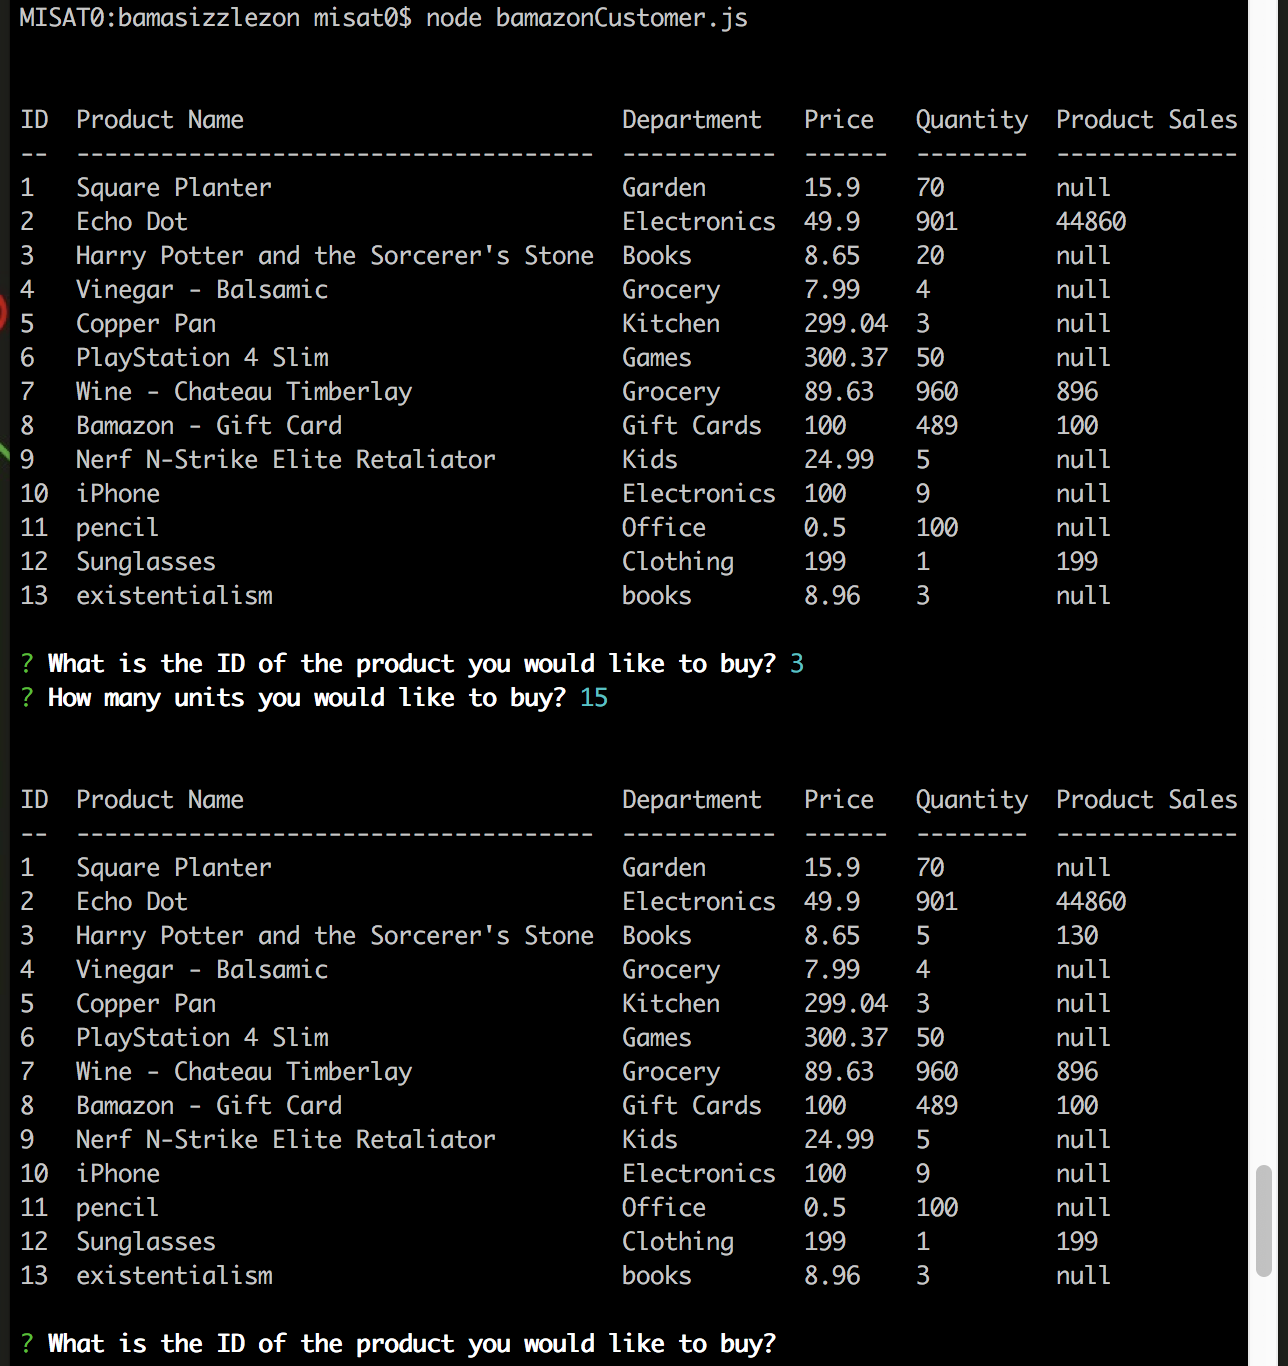 MISAT0:bamasizzlezon misat0$ node bamazonCustomer.js
ID  Product Name                           Department   Price   Quantity  Product Sales
--  -------------------------------------  -----------  ------  --------  -------------
1   Square Planter                         Garden       15.9    70        null
2   Echo Dot                               Electronics  49.9    901       44860
3   Harry Potter and the Sorcerer's Stone  Books        8.65    20        null
4   Vinegar - Balsamic                     Grocery      7.99    4         null
5   Copper Pan                             Kitchen      299.04  3         null
6   PlayStation 4 Slim                     Games        300.37  50        null
7   Wine - Chateau Timberlay               Grocery      89.63   960       896
8   Bamazon - Gift Card                    Gift Cards   100     489       100
9   Nerf N-Strike Elite Retaliator         Kids         24.99   5         null
10  iPhone                                 Electronics  100     9         null
11  pencil                                 Office       0.5     100       null
12  Sunglasses                             Clothing     199     1         199
13  existentialism                         books        8.96    3         null
? What is the ID of the product you would like to buy? 3
? How many units you would like to buy? 15
ID  Product Name                           Department   Price   Quantity  Product Sales
--  -------------------------------------  -----------  ------  --------  -------------
1   Square Planter                         Garden       15.9    70        null
2   Echo Dot                               Electronics  49.9    901       44860
3   Harry Potter and the Sorcerer's Stone  Books        8.65    5         130
4   Vinegar - Balsamic                     Grocery      7.99    4         null
5   Copper Pan                             Kitchen      299.04  3         null
6   PlayStation 4 Slim                     Games        300.37  50        null
7   Wine - Chateau Timberlay               Grocery      89.63   960       896
8   Bamazon - Gift Card                    Gift Cards   100     489       100
9   Nerf N-Strike Elite Retaliator         Kids         24.99   5         null
10  iPhone                                 Electronics  100     9         null
11  pencil                                 Office       0.5     100       null
12  Sunglasses                             Clothing     199     1         199
13  existentialism                         books        8.96    3         null
? What is the ID of the product you would like to buy?